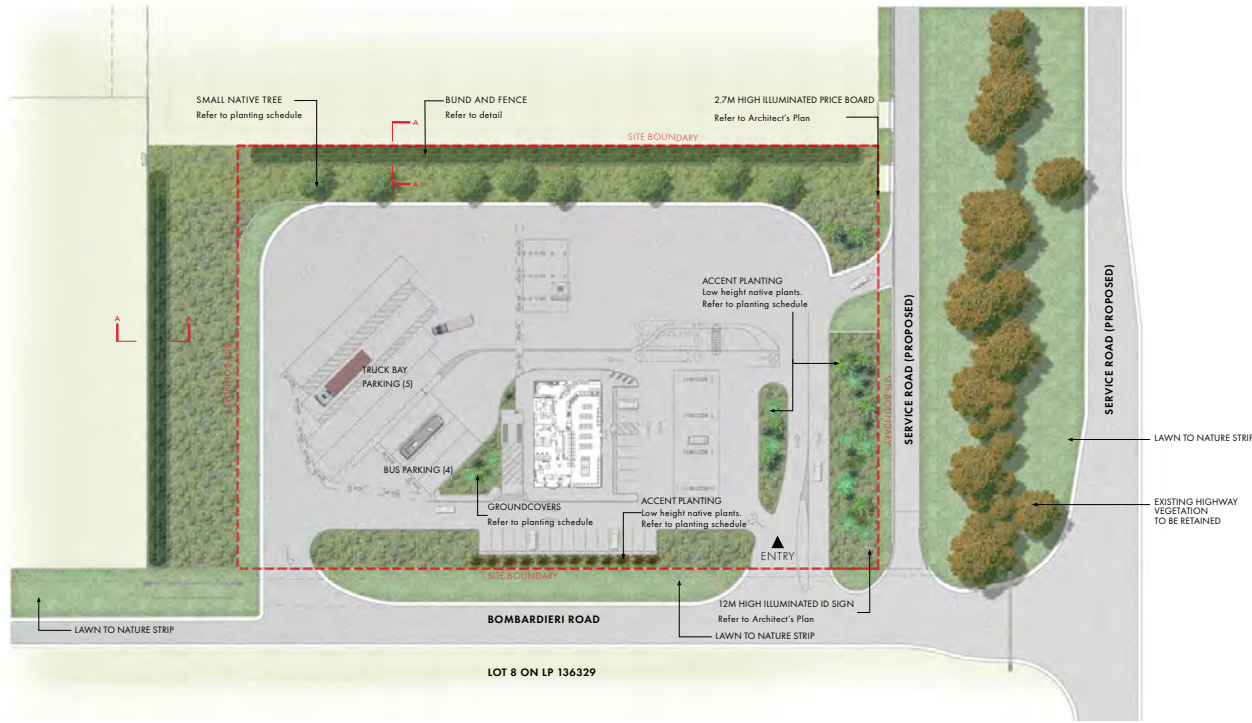 SMALL NATIVE TREE
Refer to planting schedule
BUND AND FENCE
Refer to detail
2.7M HIGH ILLUMINATED PRICE BOARD
Refer to Architect's Plan
A
SITE BOUNDARY
A
ACCENT PLANTING
Low height native plants.
Refer to planting schedule
A
A
SITE BOUNDARY
TRUCK BAY
PARKING (5)
BUS PARKING (4)
GROUNDCOVERS
Refer to planting schedule
ACCENT PLANTING
Low height native plants.
Refer to planting schedule
SITE BOUNDARY
SERVICE ROAD (PROPOSED)
SERVICE ROAD (PROPOSED)
LAWN TO NATURE STRIP
EXISTING HIGHWAY
VEGETATION
TO BE RETAINED
ENTRY
SITE BOUNDARY
12M HIGH ILLUMINATED ID SIGN
Refer to Architect's Plan
BOMBARDIERI ROAD
LAWN TO NATURE STRIP
LAWN TO NATURE STRIP
LOT 8 ON LP 136329